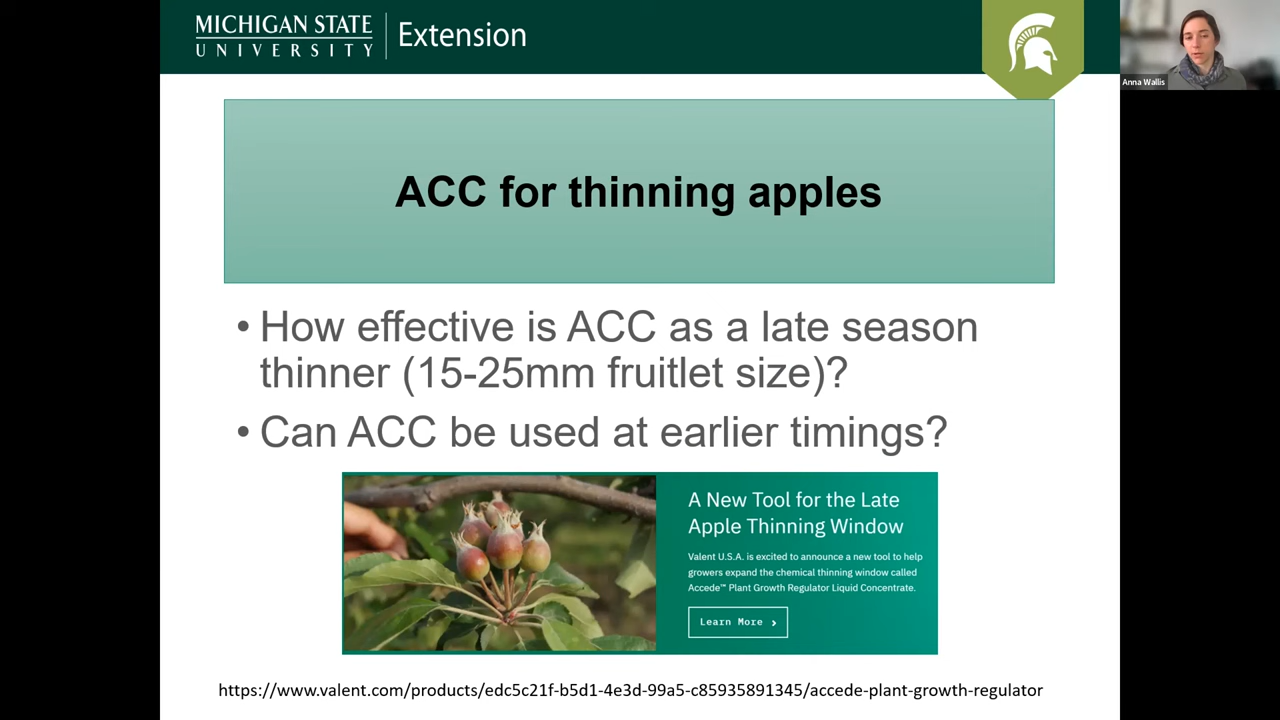 MICHIGAN STATE
UNIVERSITY
Extension
Anna Wallis
ACC for thinning apples
• How effective is ACC as a late season
thinner (15-25mm fruitlet size)?
• Can ACC be used at earlier timings?
A New Tool for the Late
Apple Thinning Window
Valent U.S.A. is excited to announce a new tool to help
growers expand the chemical thinning window called
Accede™ Plant Growth Regulator Liquid Concentrate.
Learn More ›
https://www.valent.com/products/edc5c21f-b5d1-4e3d-99a5-c85935891345/accede-plant-growth-regulator